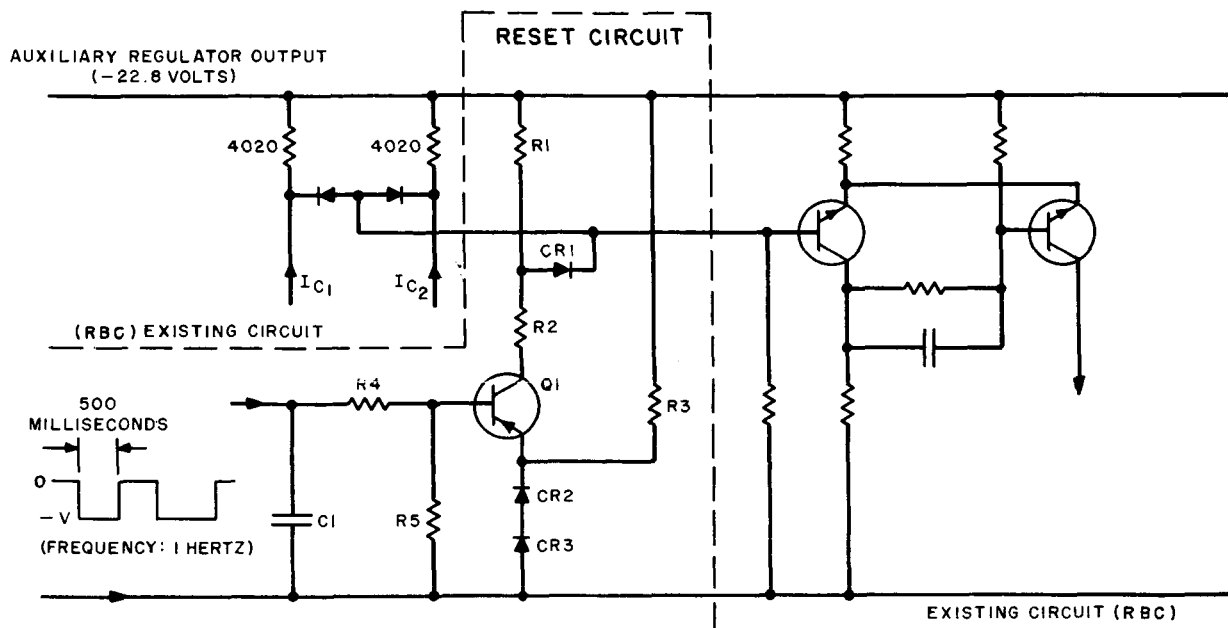 RESET CIRCUIT
AUXILIARY REGULATOR OUTPUT
(-22.8 VOLTS)
4020
4020
R1
CR1
IC1
IC2
R2
(RBC) EXISTING CIRCUIT
Q1
R4
R3
500
MILLISECONDS
0
-V
C1
R5
CR2
CR3
(FREQUENCY: 1 HERTZ)
EXISTING CIRCUIT (RBC)